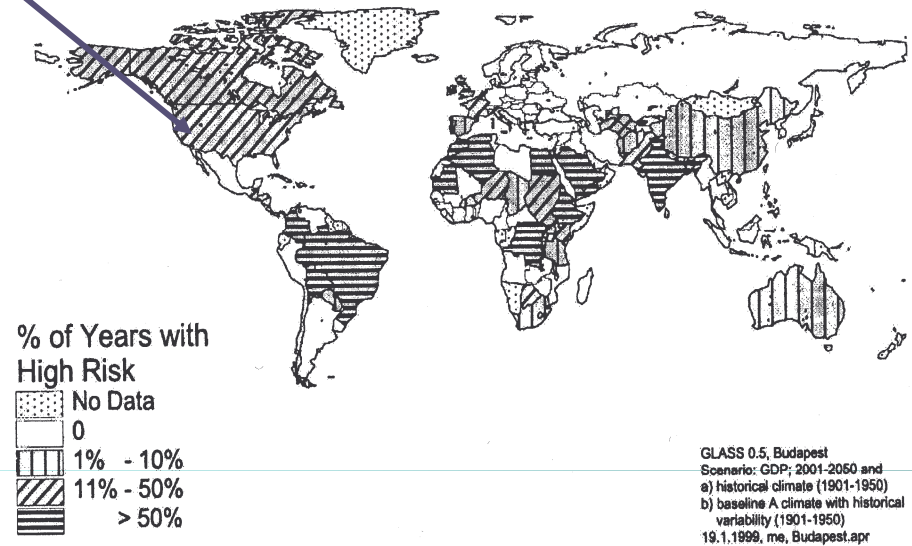 % of Years with
High Risk
No Data
0
1% - 10%
11% - 50%
> 50%
GLASS 0.5, Budapest
Scenario: GDP; 2001-2050 and
a) historical climate (1901-1950)
b) baseline A climate with historical
variability (1901-1950)
19.1.1999, me, Budapest.apr